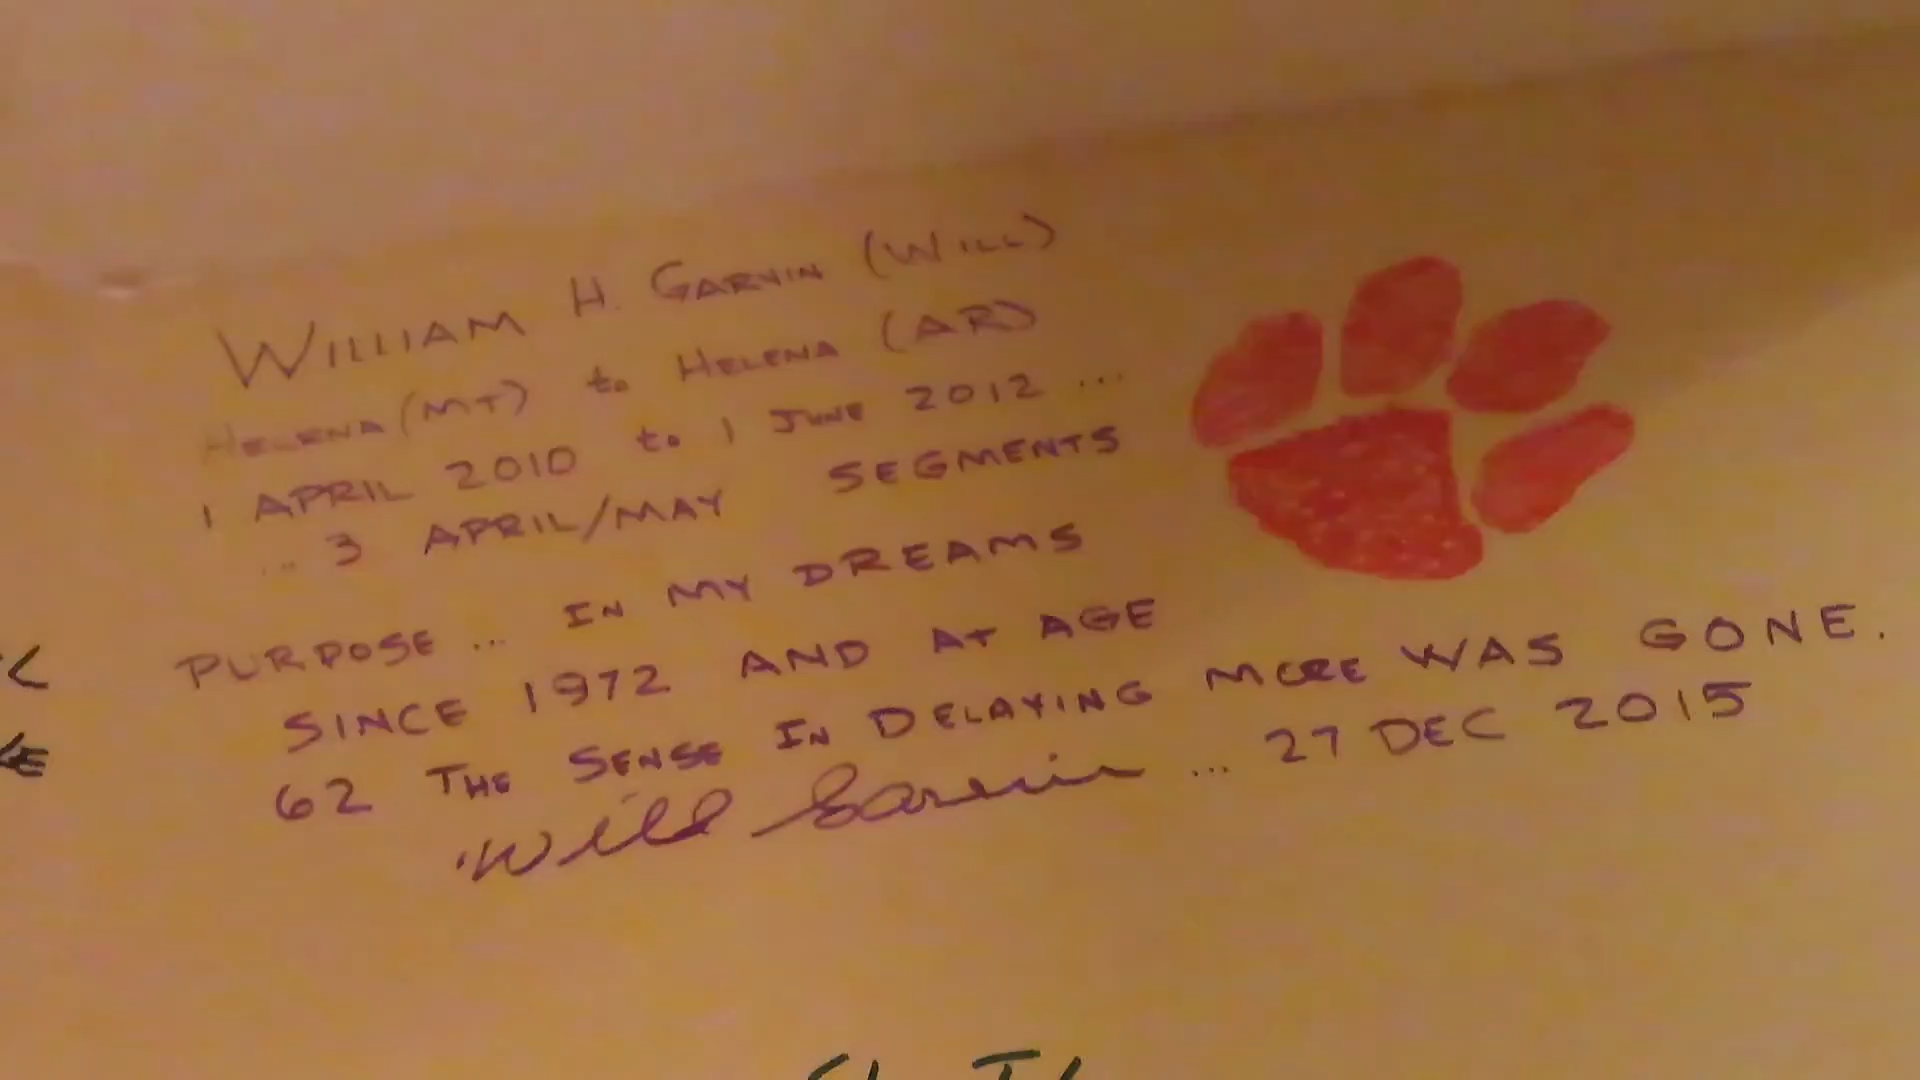 WILLIAM H. GARVIN (WILL)
HELENA (MT) to HELENA (AR)
1 APRIL 2010 to 1 JUNE 2012 ...
... 3 APRIL/MAY SEGMENTS
PURPOSE ... IN MY DREAMS
SINCE 1972 AND AT AGE
62 THE SENSE IN DELAYING MORE WAS GONE.
Will Garvin ... 27 DEC 2015